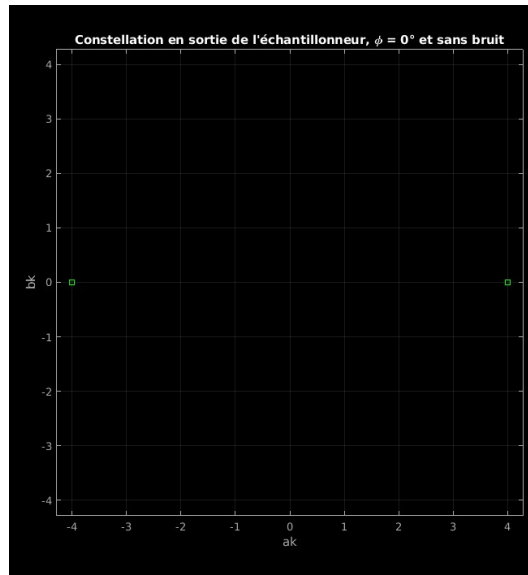 Constellation en sortie de l'échantillonneur, ϕ = 0° et sans bruit
4
3
2
1
0
-1
-2
-3
-4
bk
-4 -3 -2 -1 0 1 2 3 4
ak